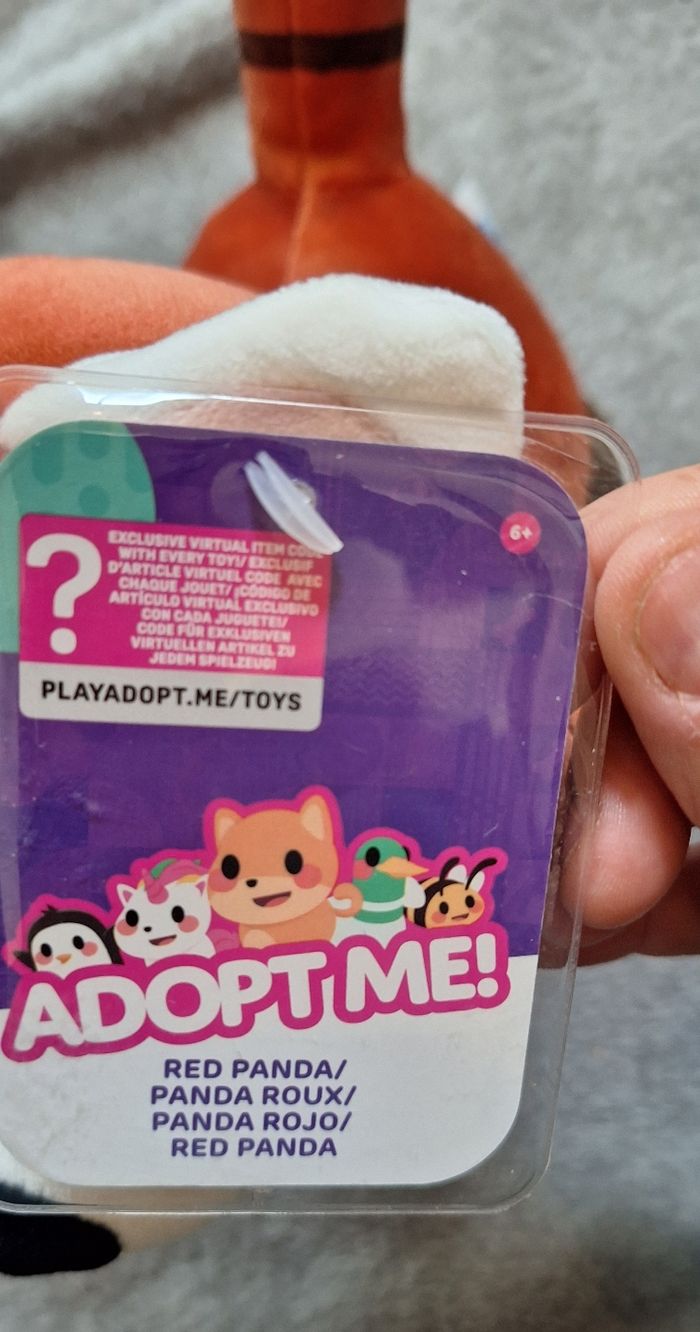 ?
EXCLUSIVE VIRTUAL ITEM CODE
WITH EVERY TOY!/ EXCLUSIF
D'ARTICLE VIRTUEL CODE AVEC
CHAQUE JOUET/ ¡CÓDIGO DE
ARTÍCULO VIRTUAL EXCLUSIVO
CON CADA JUGUETE!/
CODE FÜR EXKLUSIVEN
VIRTUELLEN ARTIKEL ZU
JEDEM SPIELZEUG!
PLAYADOPT.ME/TOYS
6+
ADOPT ME!
RED PANDA/
PANDA ROUX/
PANDA ROJO/
RED PANDA